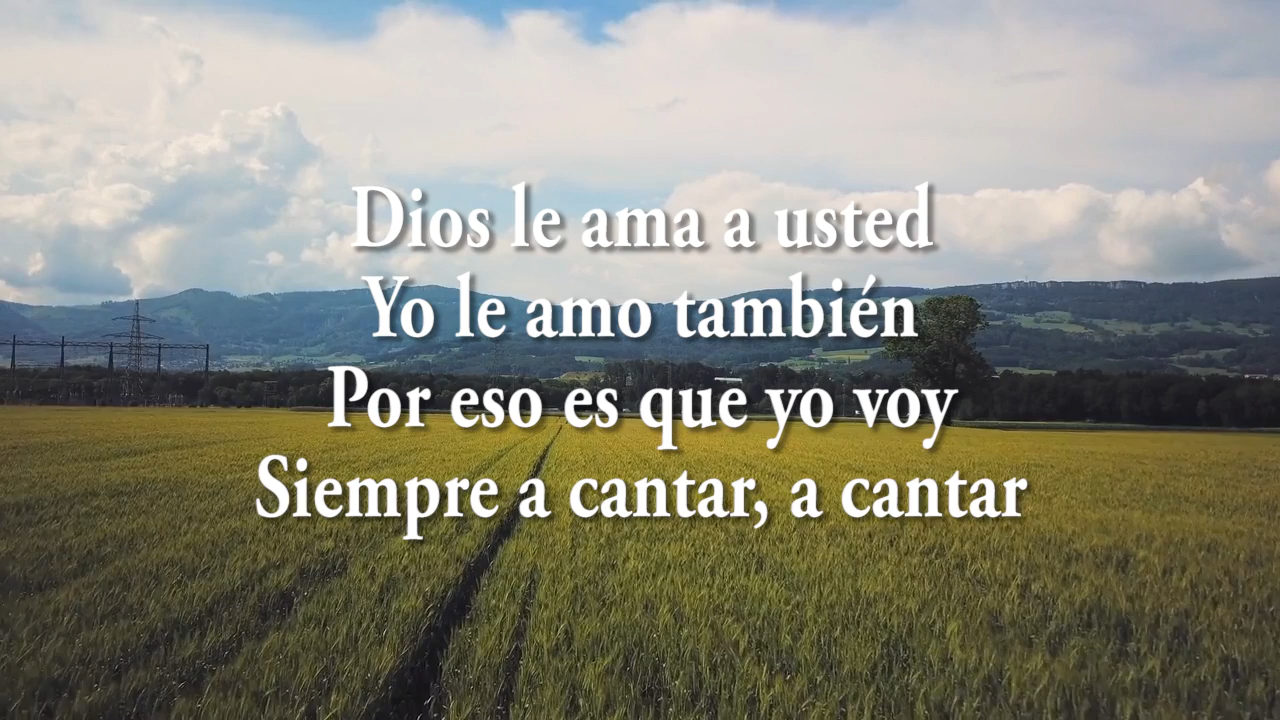 Dios le ama a usted
Yo le amo también
Por eso es que yo voy
Siempre a cantar, a cantar